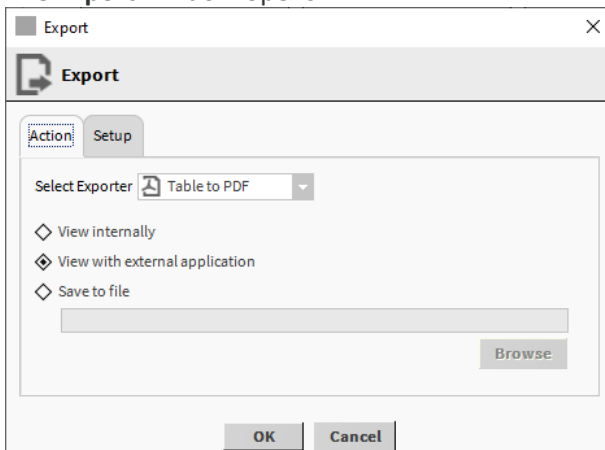 Export
Export
Action Setup
Select Exporter Table to PDF
View internally
View with external application
Save to file
Browse
OK Cancel